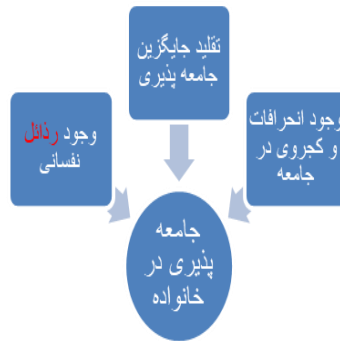 تقلید جایگزین
جامعه پذیری
وجود انحرافات
و کجروی در
جامعه
وجود رذائل
نفسانی
جامعه
پذیری در
خانواده